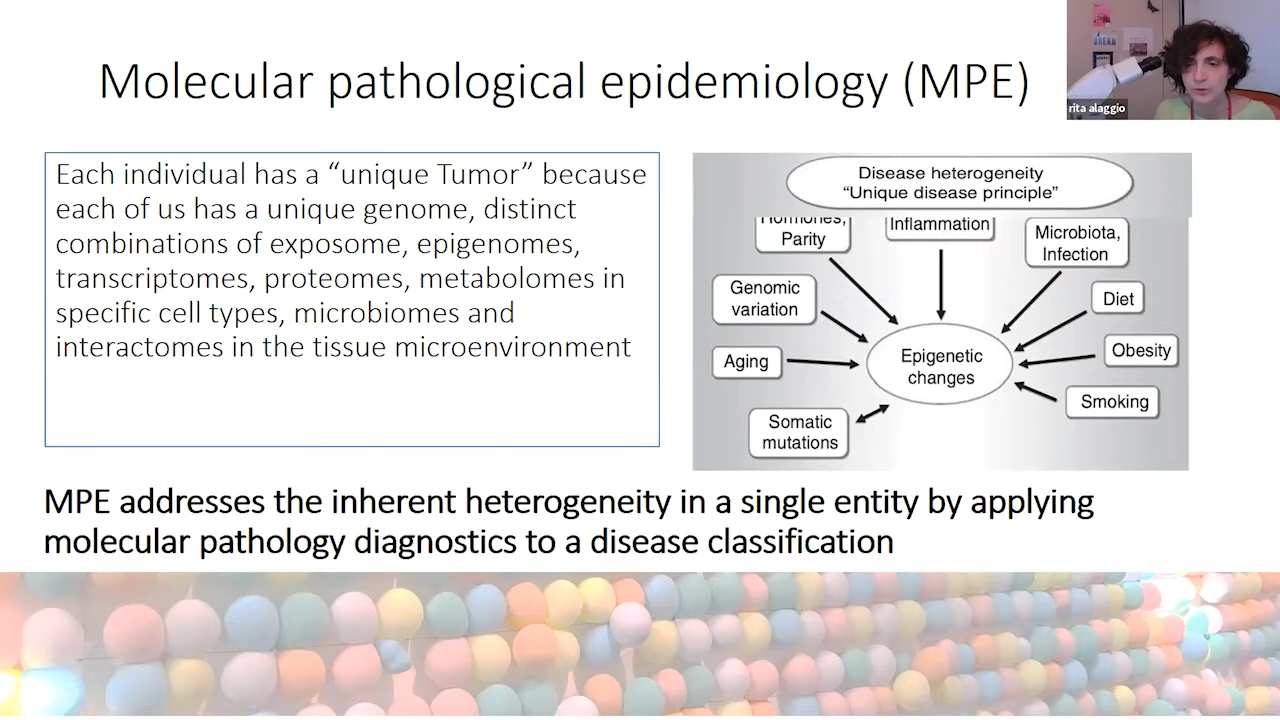 Molecular pathological epidemiology (MPE)
DREAM
rita alaggio
Each individual has a “unique Tumor” because
each of us has a unique genome, distinct
combinations of exposome, epigenomes,
transcriptomes, proteomes, metabolomes in
specific cell types, microbiomes and
interactomes in the tissue microenvironment
Disease heterogeneity
“Unique disease principle”
Hormones,
Parity
Inflammation
Microbiota,
Infection
Genomic
variation
Diet
Aging
Epigenetic
changes
Obesity
Smoking
Somatic
mutations
MPE addresses the inherent heterogeneity in a single entity by applying
molecular pathology diagnostics to a disease classification